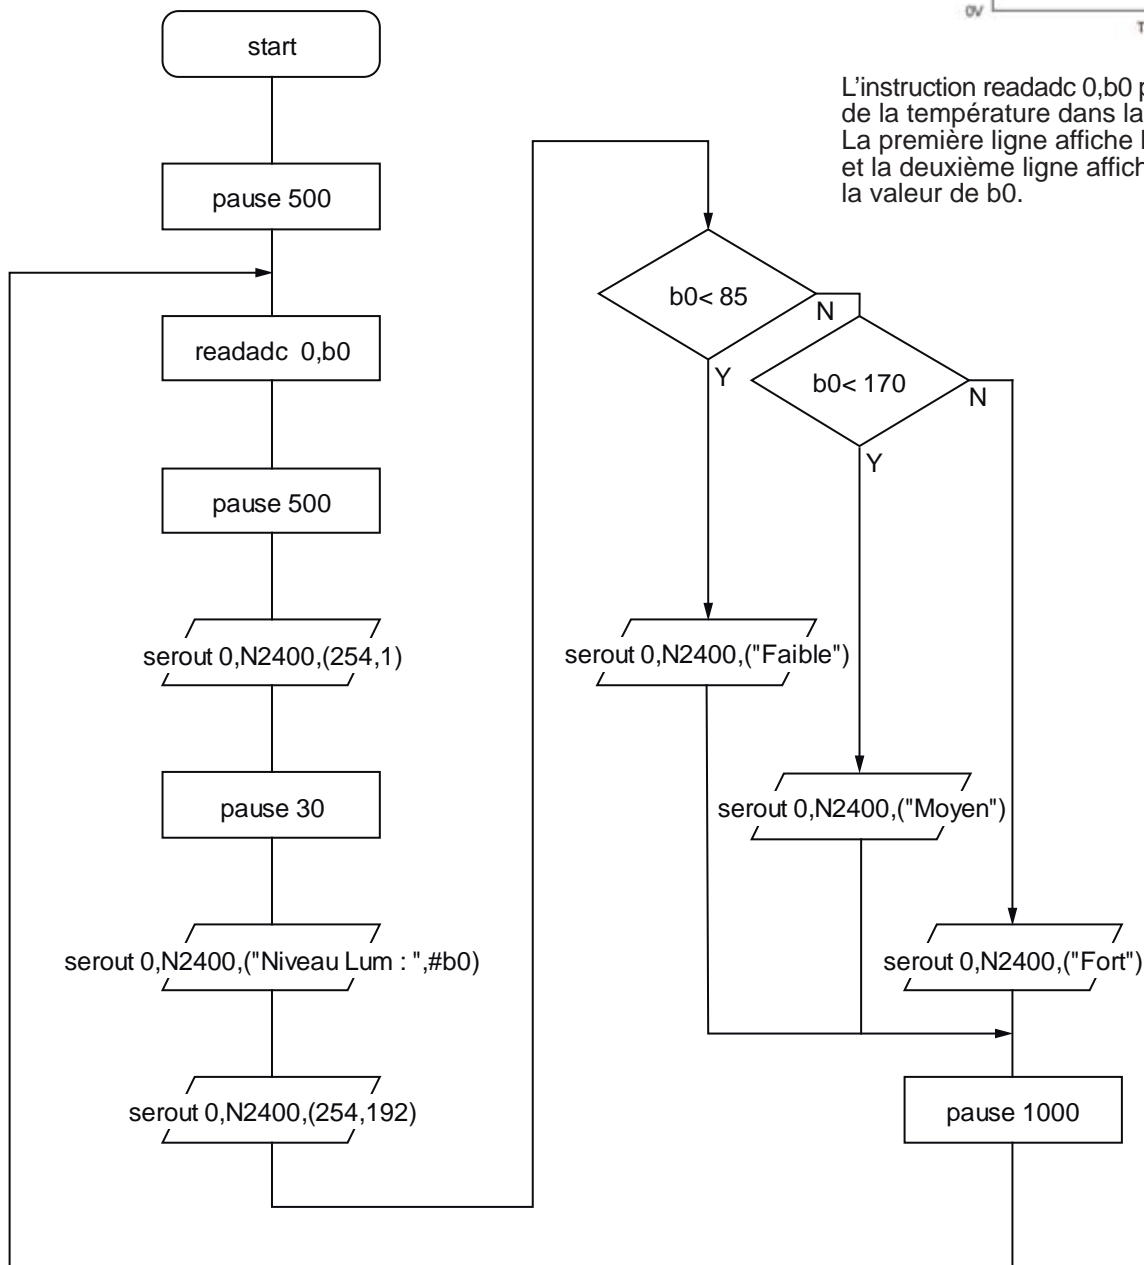 start
pause 500
readadc 0,b0
pause 500
serout 0,N2400,(254,1)
pause 30
serout 0,N2400,("Niveau Lum : ",#b0)
serout 0,N2400,(254,192)
0V
T
L'instruction readadc 0,b0 p
de la température dans la
La première ligne affiche
et la deuxième ligne affich
la valeur de b0.
b0< 85
N
Y
b0< 170
N
Y
serout 0,N2400,("Faible")
serout 0,N2400,("Moyen")
serout 0,N2400,("Fort")
pause 1000